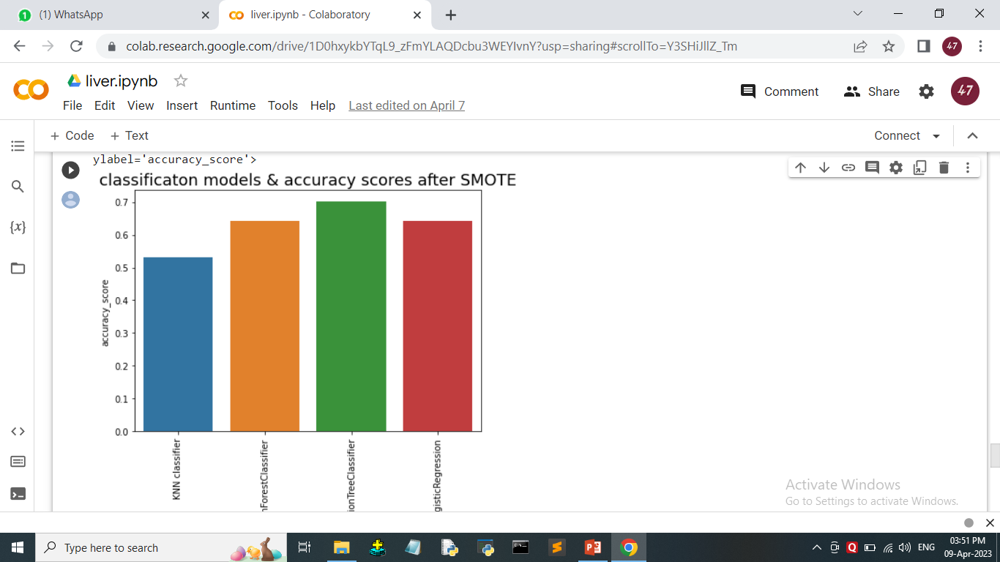 (1) WhatsApp
liver.ipynb - Colaboratory
colab.research.google.com/drive/1D0hxykbYTqL9_zFmYLAQDcbu3WEYIvnY?usp=sharing#scrollTo=Y3SHiJllZ_Tm
liver.ipynb
File Edit View Insert Runtime Tools Help Last edited on April 7
Comment Share
+ Code + Text
Connect
ylabel='accuracy_score'>
classificaton models & accuracy scores after SMOTE
accuracy_score
0.7
0.6
0.5
0.4
0.3
0.2
0.1
0.0
KNN classifier
nForestClassifier
ionTreeClassifier
gisticRegression
{x}
Activate Windows
Go to Settings to activate Windows.
Type here to search
ENG
03:51 PM
09-Apr-2023